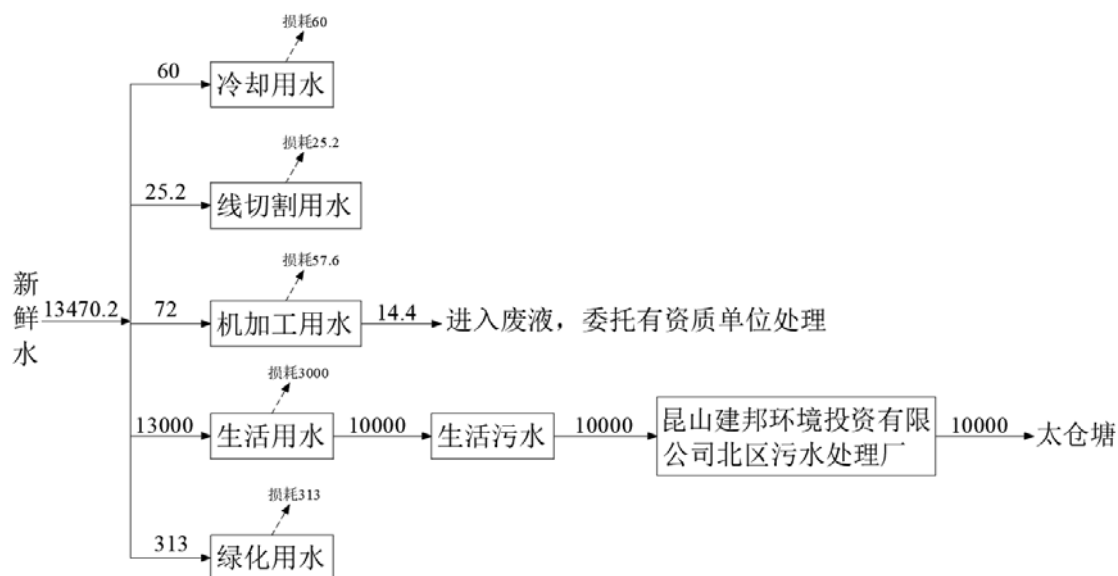 损耗60
60
冷却用水
损耗25.2
25.2
线切割用水
新鲜水
13470.2
损耗57.6
72
机加工用水
14.4
进入废液，委托有资质单位处理
损耗3000
13000
生活用水
10000
生活污水
10000
昆山建邦环境投资有限
公司北区污水处理厂
10000
太仓塘
损耗313
313
绿化用水